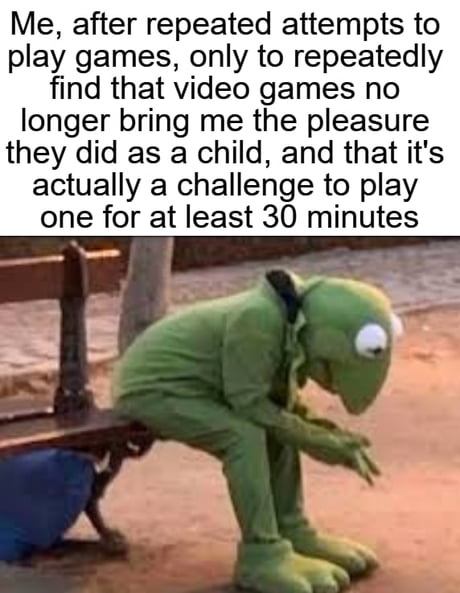 Me, after repeated attempts to
play games, only to repeatedly
find that video games no
longer bring me the pleasure
they did as a child, and that it's
actually a challenge to play
one for at least 30 minutes